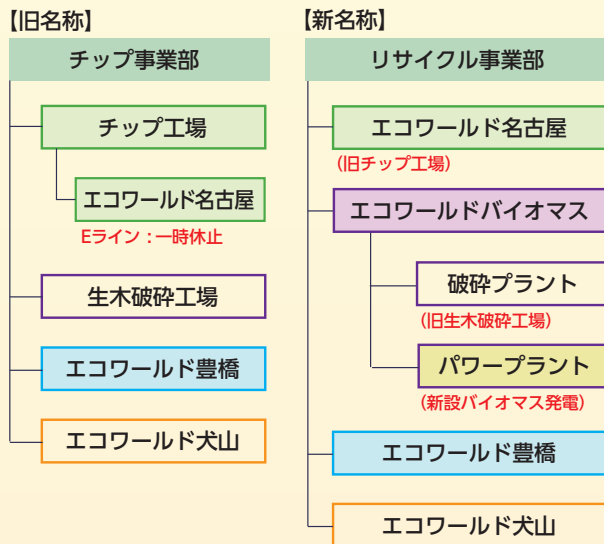 【旧名称】
チップ事業部
チップ工場
エコワールド名古屋
Eライン：一時休止
生木破砕工場
エコワールド豊橋
エコワールド犬山
【新名称】
リサイクル事業部
エコワールド名古屋
(旧チップ工場)
エコワールドバイオマス
破砕プラント
(旧生木破砕工場)
パワープラント
(新設バイオマス発電)
エコワールド豊橋
エコワールド犬山